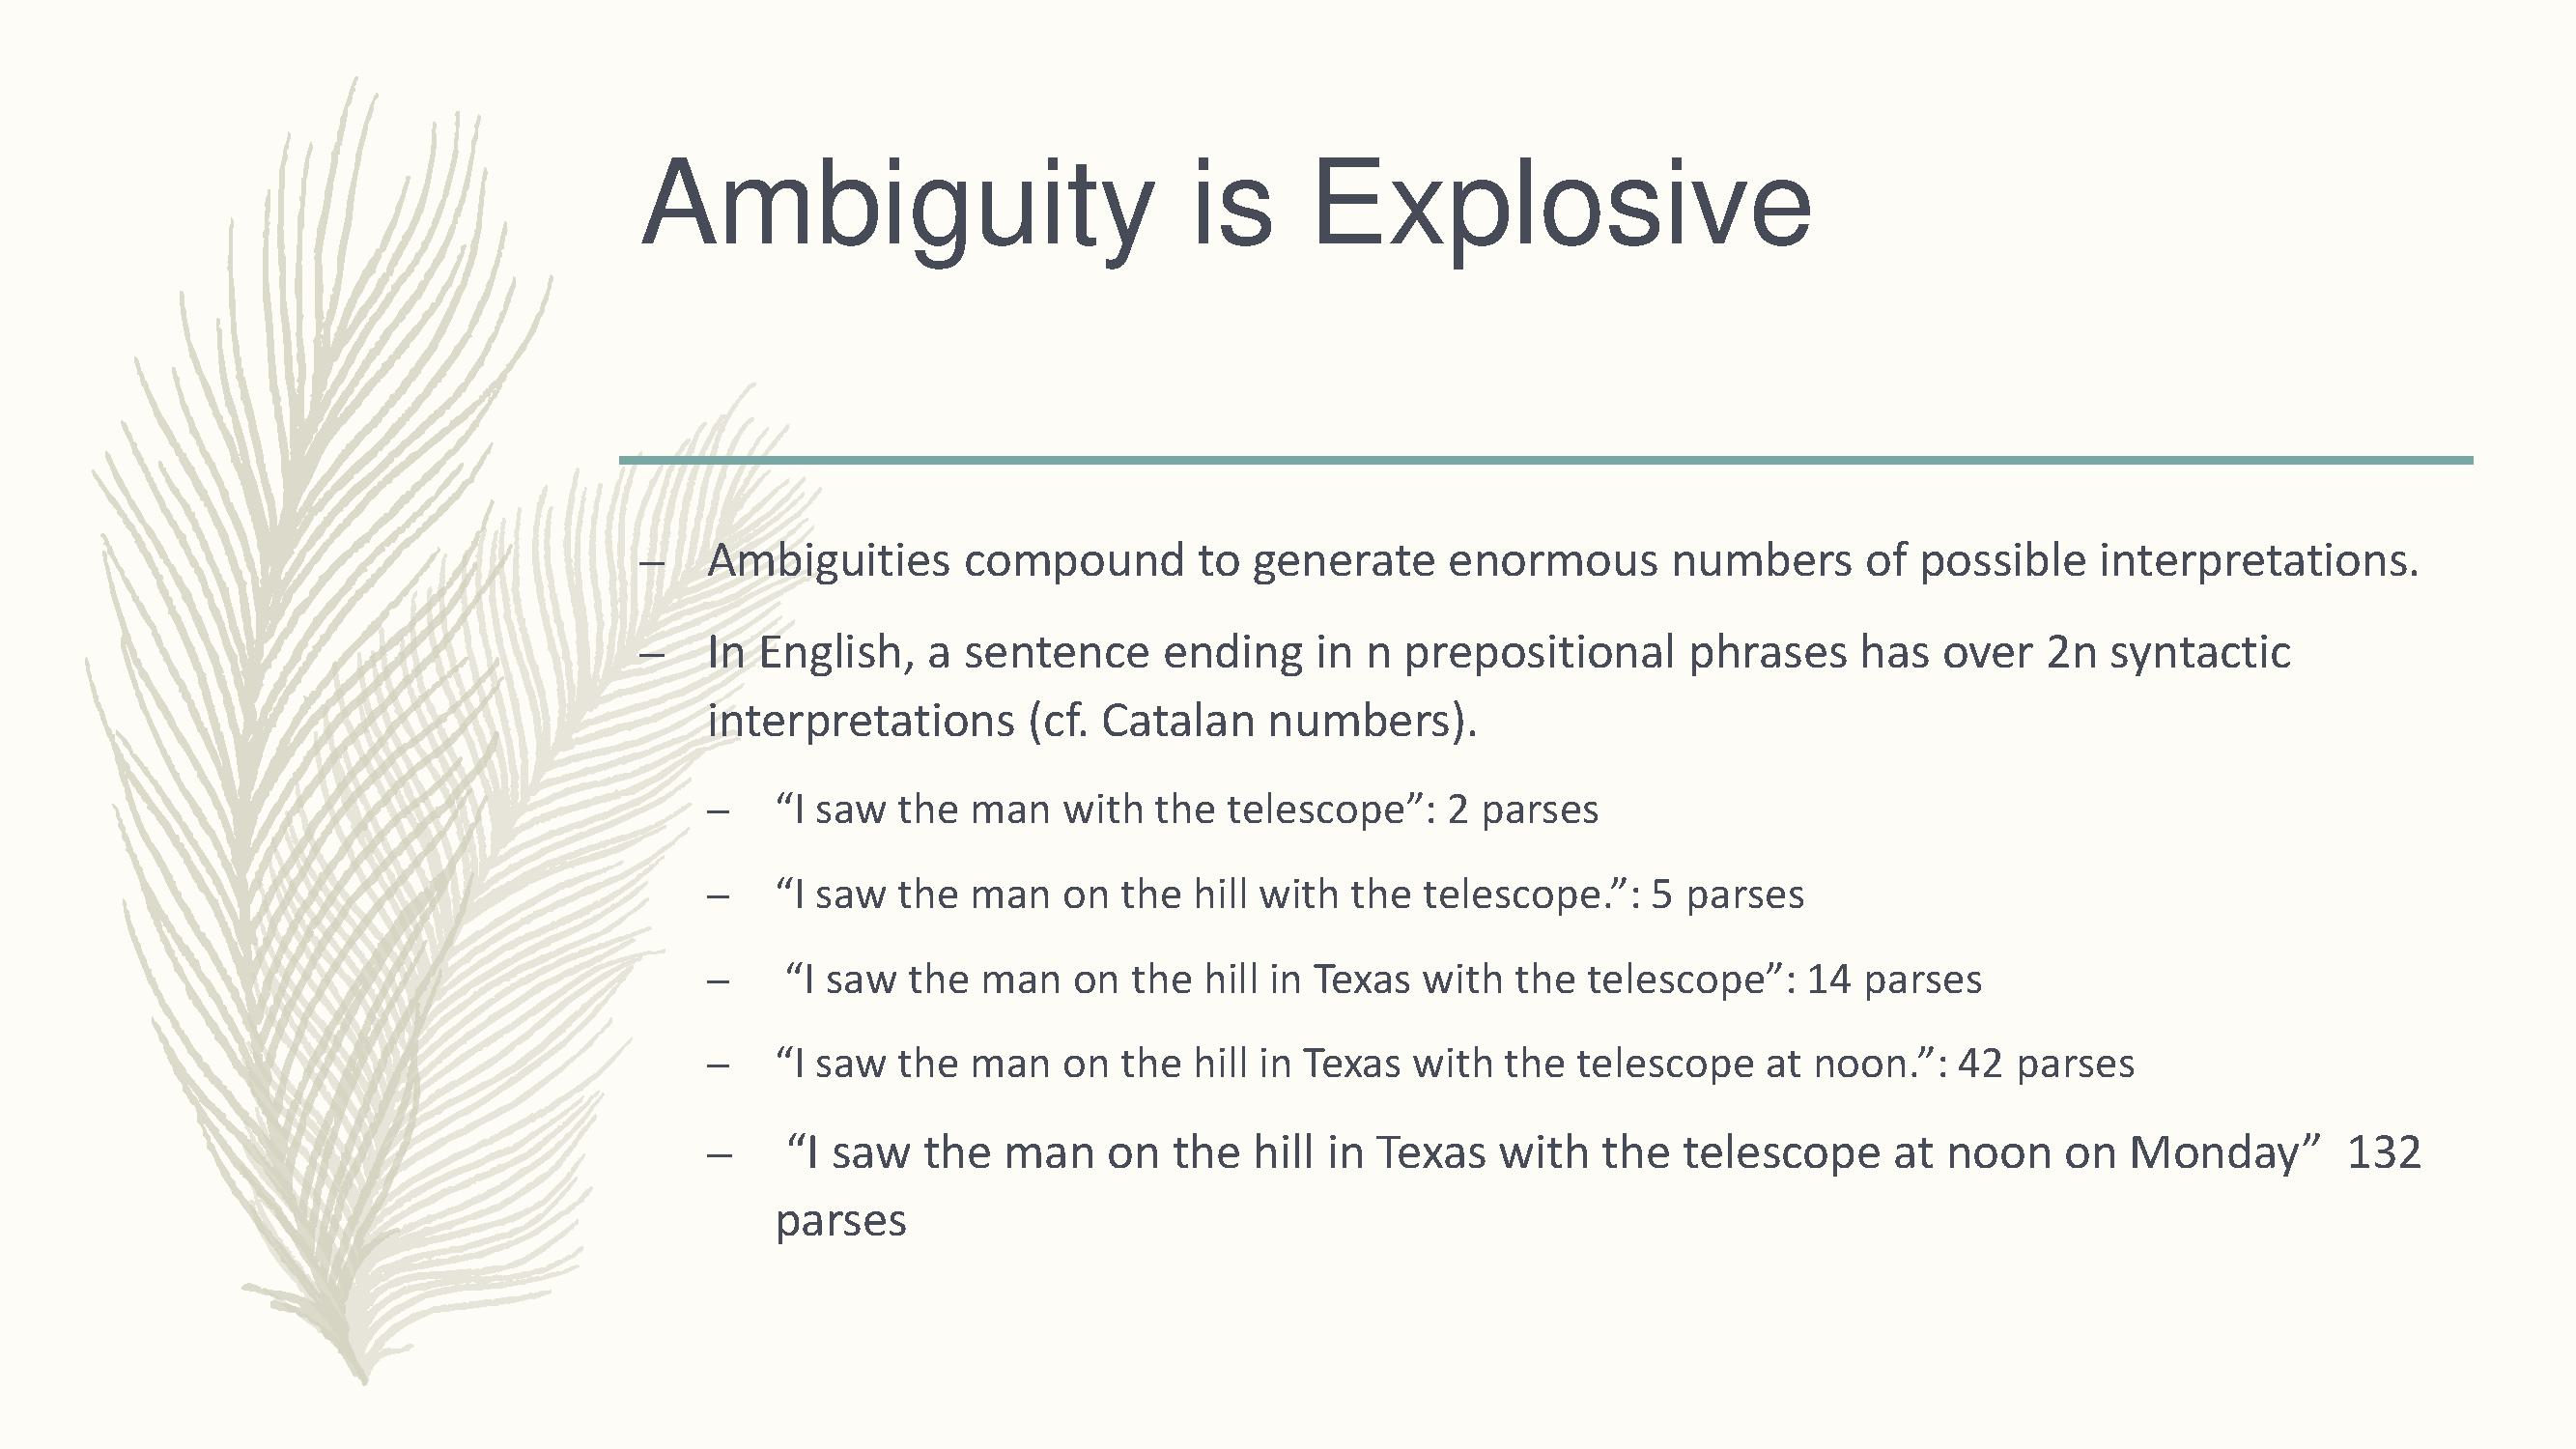 Ambiguity is Explosive
– Ambiguities compound to generate enormous numbers of possible interpretations.
– In English, a sentence ending in n prepositional phrases has over 2n syntactic
interpretations (cf. Catalan numbers).
– “I saw the man with the telescope”: 2 parses
– “I saw the man on the hill with the telescope.”: 5 parses
– “I saw the man on the hill in Texas with the telescope”: 14 parses
– “I saw the man on the hill in Texas with the telescope at noon.”: 42 parses
– “I saw the man on the hill in Texas with the telescope at noon on Monday” 132
parses